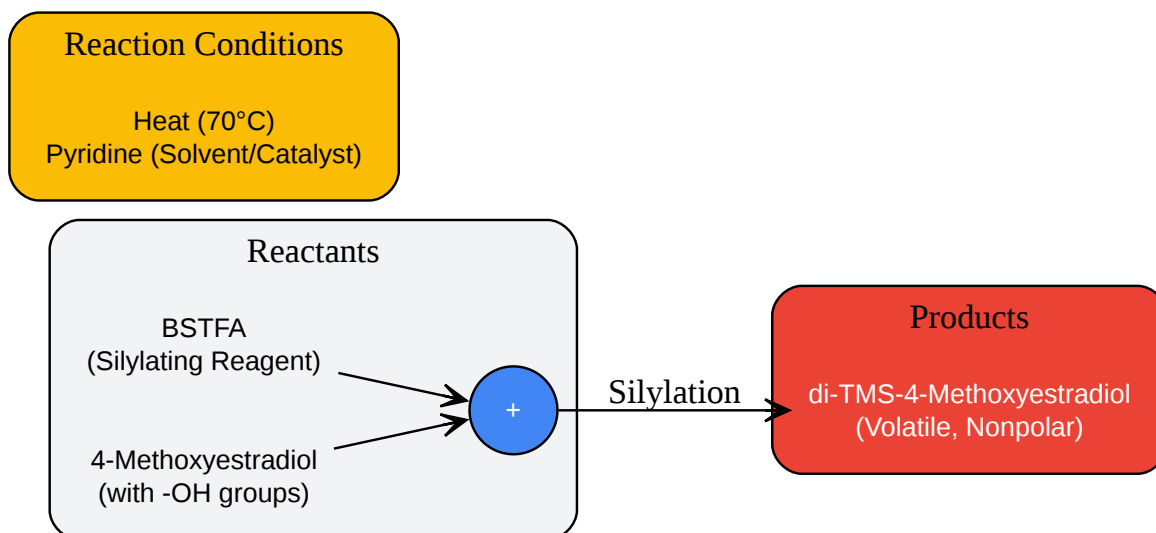 Reaction Conditions
Heat (70°C)
Pyridine (Solvent/Catalyst)
Reactants
BSTFA
(Silylating Reagent)
4-Methoxyestradiol
(with -OH groups)
+
Silylation
Products
di-TMS-4-Methoxyestradiol
(Volatile, Nonpolar)